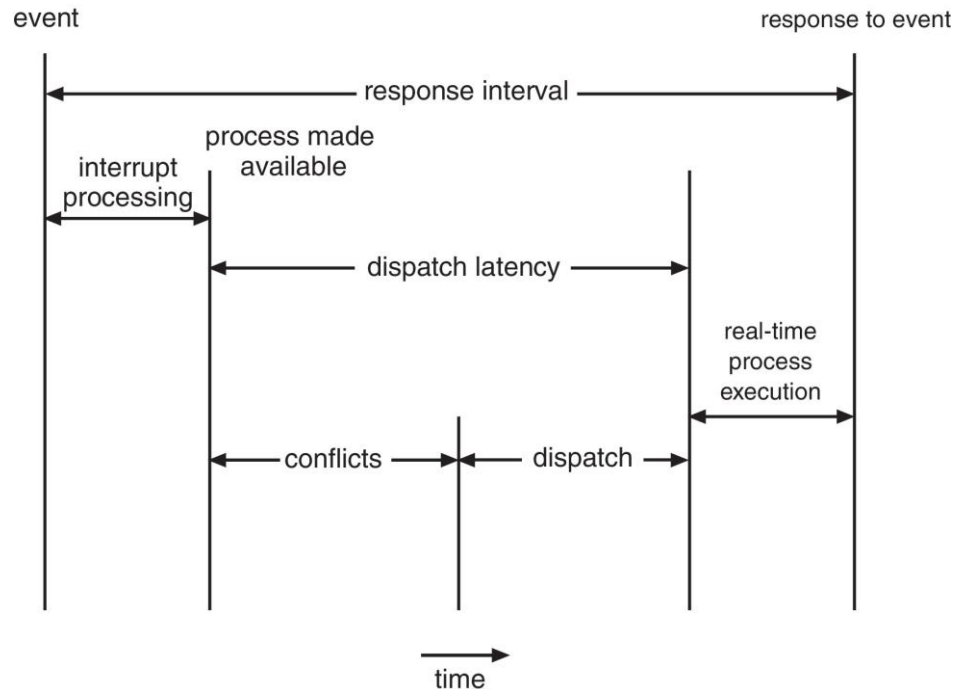 event
response to event
response interval
process made
available
interrupt
processing
dispatch latency
real-time
process
execution
conflicts
dispatch
time